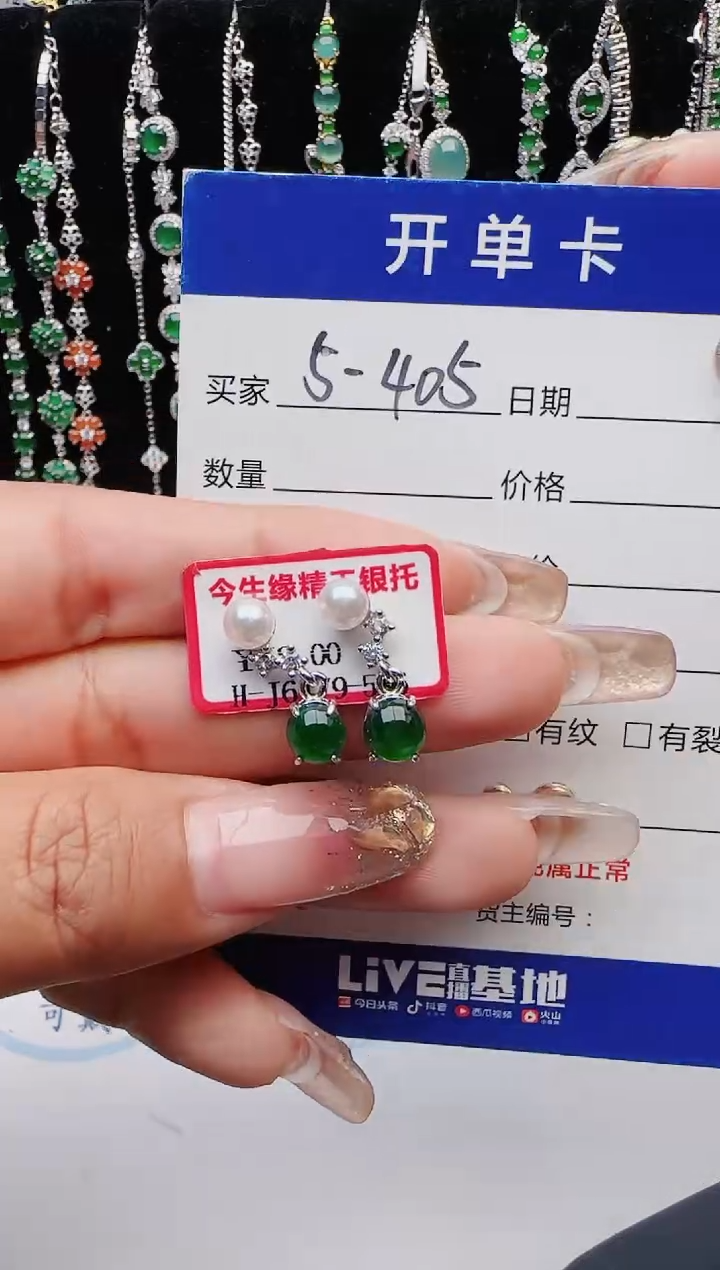 开单卡
买家 5-405 日期
数量 价格
今生缘精工银托
有纹 □有裂
属正常
货主编号：
LiVE直播基地
今日头条 抖音 西瓜视频 火山